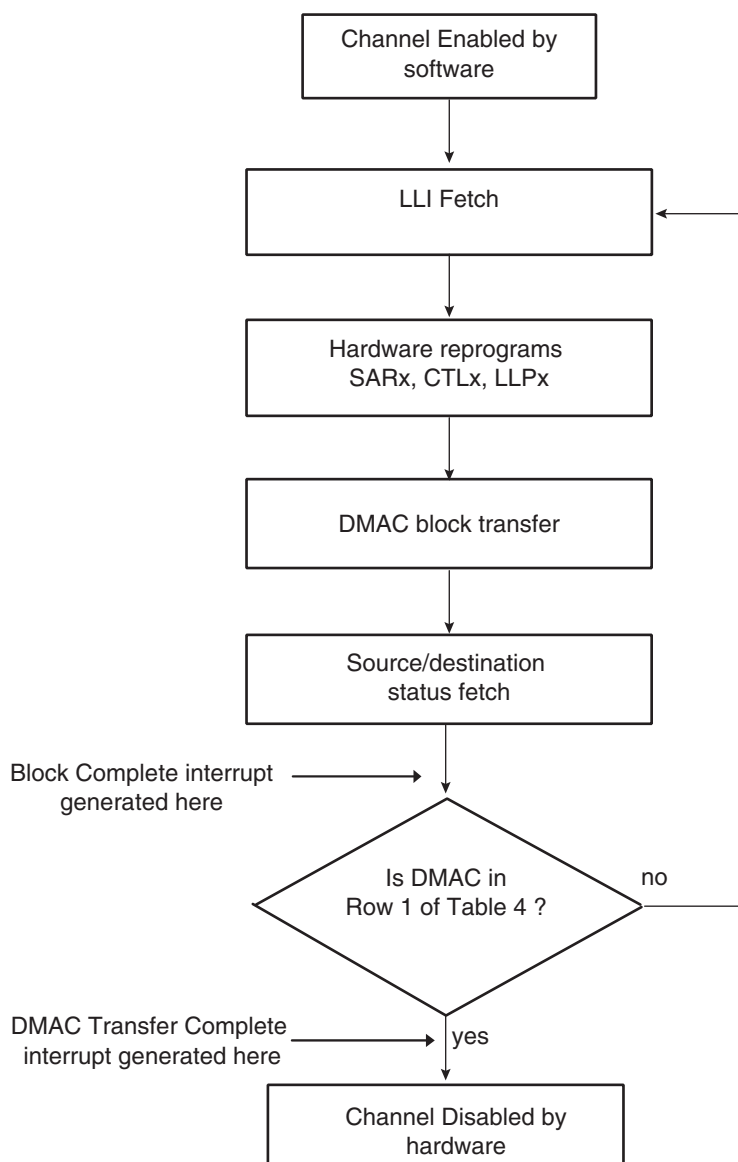 Channel Enabled by
software
LLI Fetch
Hardware reprograms
SARx, CTLx, LLPx
DMAC block transfer
Source/destination
status fetch
Block Complete interrupt
generated here
Is DMAC in
Row 1 of Table 4 ?
no
DMAC Transfer Complete
interrupt generated here
yes
Channel Disabled by
hardware